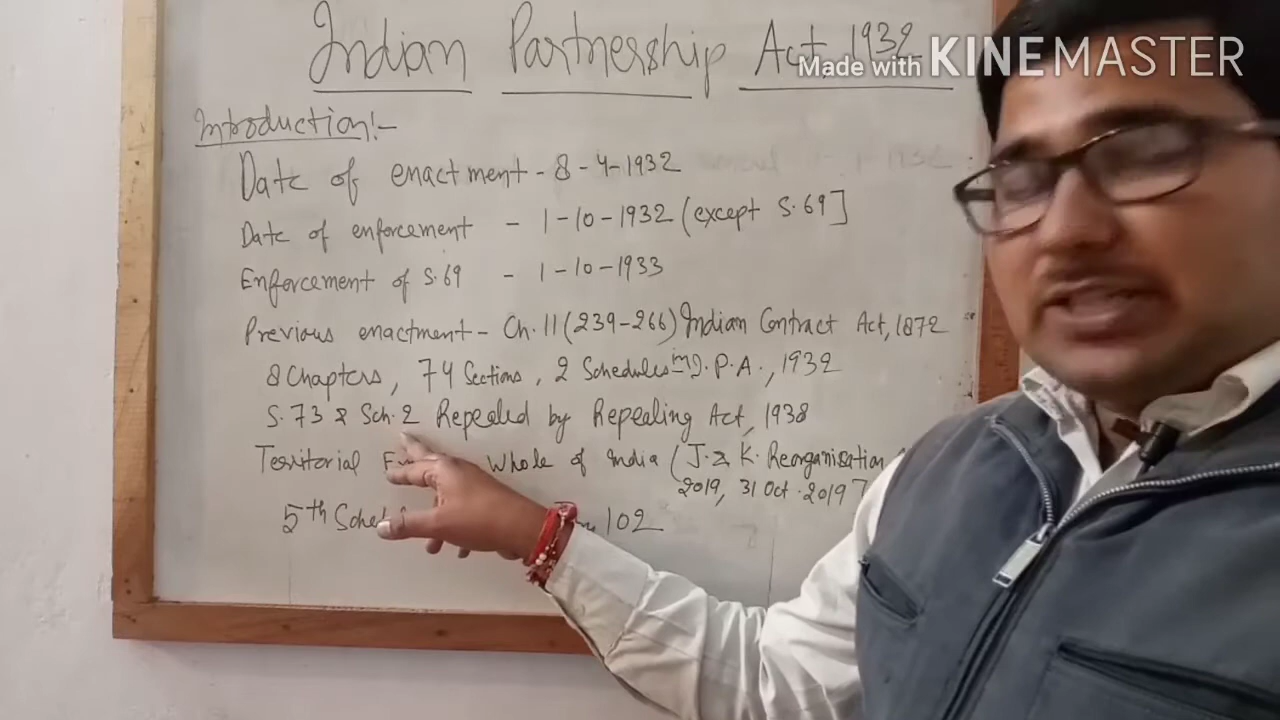 Indian Partnership Act 1932
Made with KINEMASTER
Introduction:-
Date of enactment - 8-4-1932
Date of enforcement - 1-10-1932 (except S.69]
Enforcement of S.69 - 1-10-1933
Previous enactment - Ch.11 (239-266) Indian Contract Act, 1872
8 Chapters, 74 Sections, 2 Schedules in I.P.A., 1932
S.73 & Sch.2 Repealed by Repealing Act, 1938
Territorial Whole of India (J.&K. Reorganisation
2019, 31 Oct. 2019]
5th 102